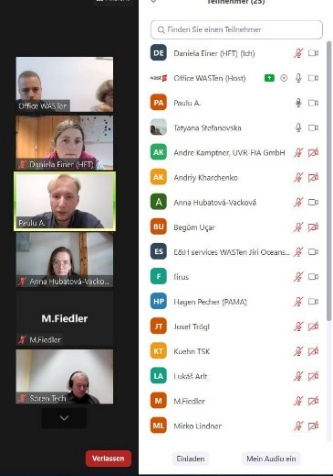 Teilnehmer (25)
Finden Sie einen Teilnehmer
Office WASTen
Daniela Einer (HFT)
Paulu A.
Anna Hubatová-Vacko...
M.Fiedler
M.Fiedler
Sören Tech
Verlassen
DE Daniela Einer (HFT) (Ich)
Office WASTen (Host)
PA Paulu A.
Tatyana Stefanovska
AK Andre Kamptner, UVR-FIA GmbH
AK Andriy Kharchenko
A Anna Hubatová-Vacková
BU Begüm Uçar
ES E&H services WASTen Jiri Oceans...
F firus
HP Hagen Pecher (PAMA)
JT Josef Trögl
KT Kuehn TSK
LA Lukáš Arlt
M M.Fiedler
ML Mirko Lindner
Einladen
Mein Audio ein